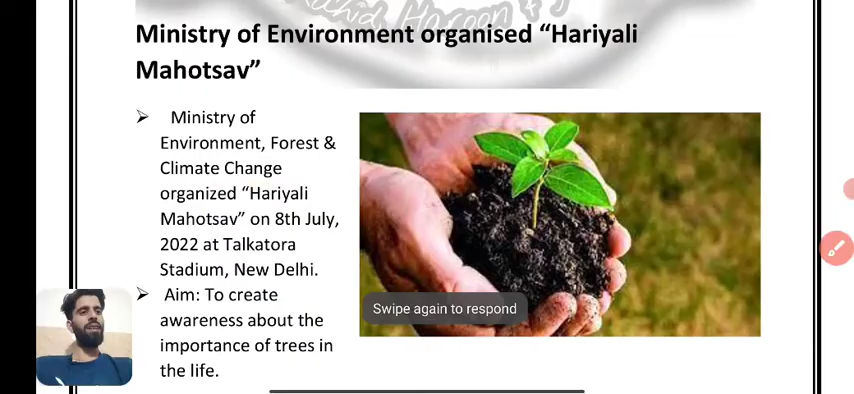 Ministry of Environment organised “Hariyali
Mahotsav”
➢ Ministry of
Environment, Forest &
Climate Change
organized “Hariyali
Mahotsav” on 8th July,
2022 at Talkatora
Stadium, New Delhi.
➢ Aim: To create
awareness about the
importance of trees in
the life.
Swipe again to respond